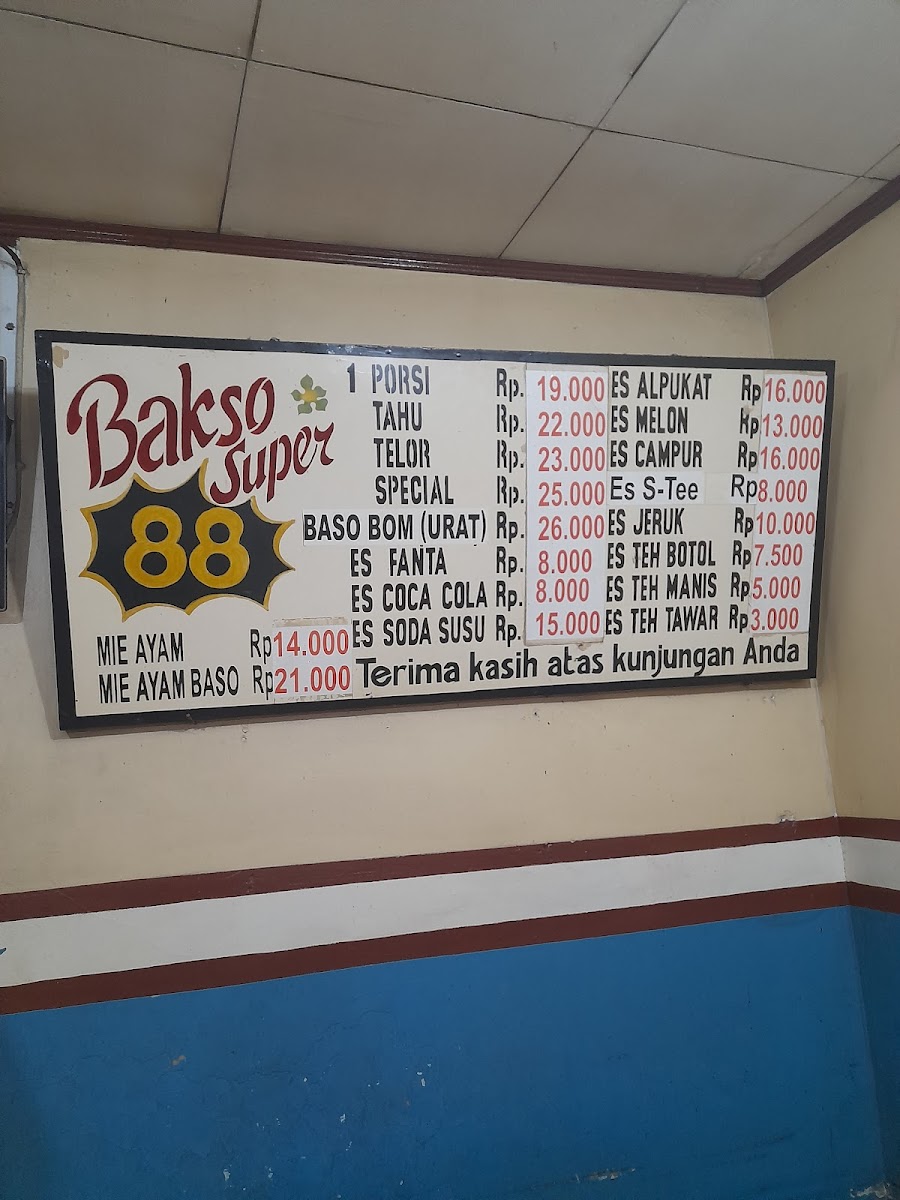 Bakso
super
88
MIE AYAM Rp14.000
MIE AYAM BASO Rp21.000
1 PORSI Rp. 19.000
TAHU Rp. 22.000
TELOR Rp. 23.000
SPECIAL Rp. 25.000
BASO BOM (URAT) Rp. 26.000
ES FANTA Rp. 8.000
ES COCA COLA Rp. 8.000
ES SODA SUSU Rp. 15.000
ES ALPUKAT Rp 16.000
ES MELON Rp 13.000
ES CAMPUR Rp 16.000
Es S-Tee Rp 8.000
ES JERUK Rp 10.000
ES TEH BOTOL Rp 7.500
ES TEH MANIS Rp 5.000
ES TEH TAWAR Rp 3.000
Terima kasih atas kunjungan Anda